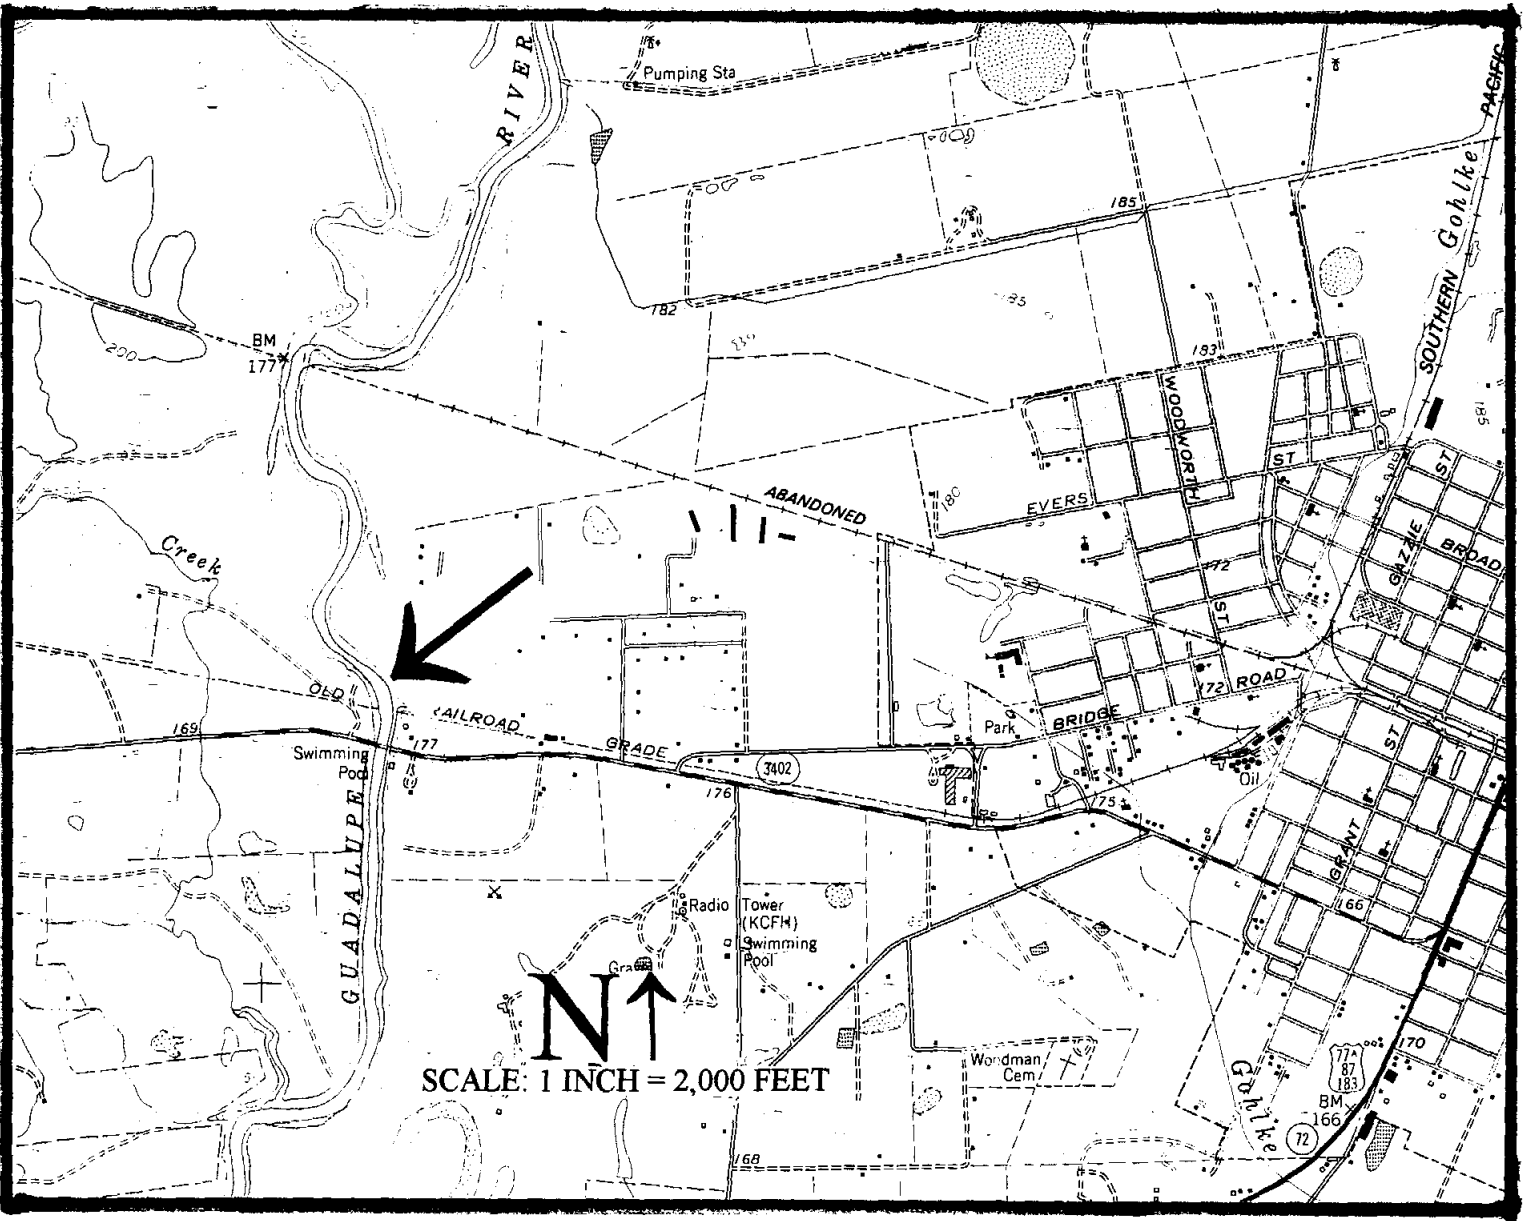 RIVER
Pumping Sta
PACIFIC
Gohlke
SOUTHERN
185
182
185
183
BM
177
200
WOODWORTH
ST
185
ABANDONED
180
EVERS
ST
ST
GAZZIE
BROAD
Creek
172
ST
OLD
RAILROAD
GRADE
172
ROAD
BRIDGE
Park
169
177
Swimming
Pool
3402
176
175
Oil
ST
GRANT
166
GUADALUPE
Radio Tower
(KCFH)
Swimming
Pool
N
SCALE: 1 INCH = 2,000 FEET
Woodman
Cem
Gohlke
77A
87
183
170
BM
166
72
168